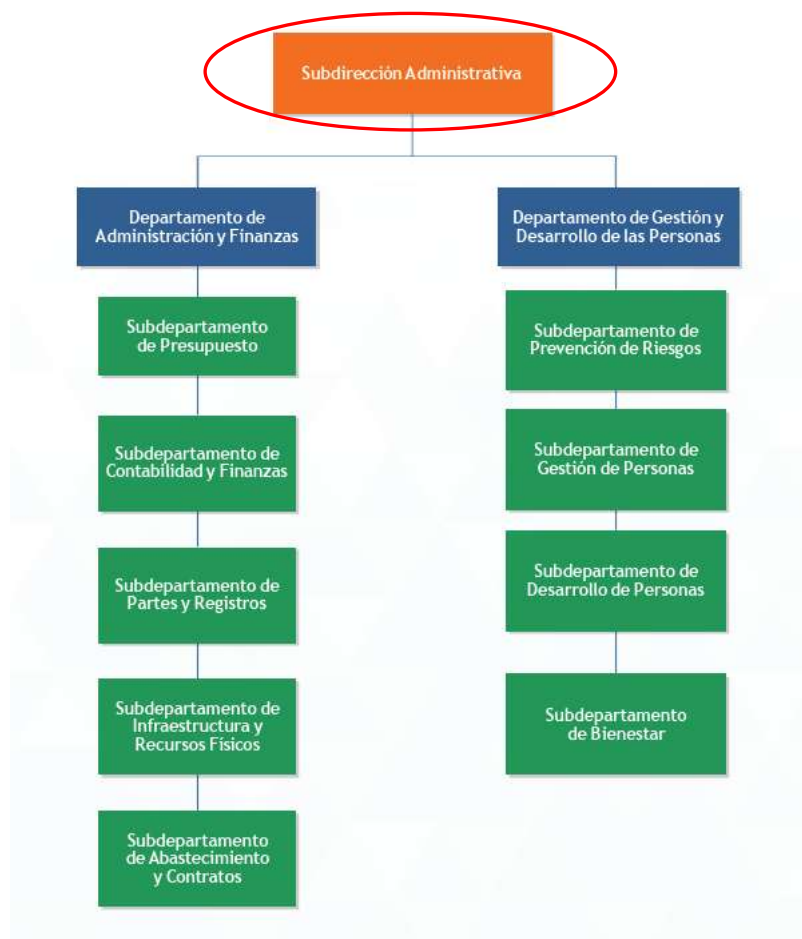 Subdirección Administrativa
Departamento de
Administración y Finanzas
Subdepartamento
de Presupuesto
Subdepartamento de
Contabilidad y Finanzas
Subdepartamento de
Partes y Registros
Subdepartamento de
Infraestructura y
Recursos Físicos
Subdepartamento
de Abastecimiento
y Contratos
Departamento de Gestión y
Desarrollo de las Personas
Subdepartamento de
Prevención de Riesgos
Subdepartamento de
Gestión de Personas
Subdepartamento de
Desarrollo de Personas
Subdepartamento
de Bienestar